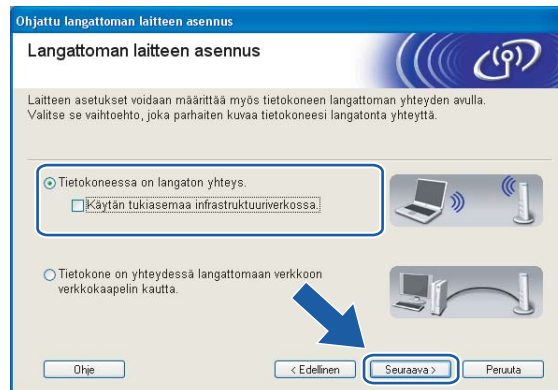 Ohjattu langattoman laitteen asennus
Langattoman laitteen asennus
Laitteen asetukset voidaan määrittää myös tietokoneen langattoman yhteyden avulla.
Valitse se vaihtoehto, joka parhaiten kuvaa tietokoneesi langatonta yhteyttä.
Tietokoneessa on langaton yhteys.
Käytän tukiasemaa infrastruktuuriverkossa.
Tietokone on yhteydessä langattomaan verkkoon
verkkokaapelin kautta.
Ohje
< Edellinen
Seuraava >
Peruuta